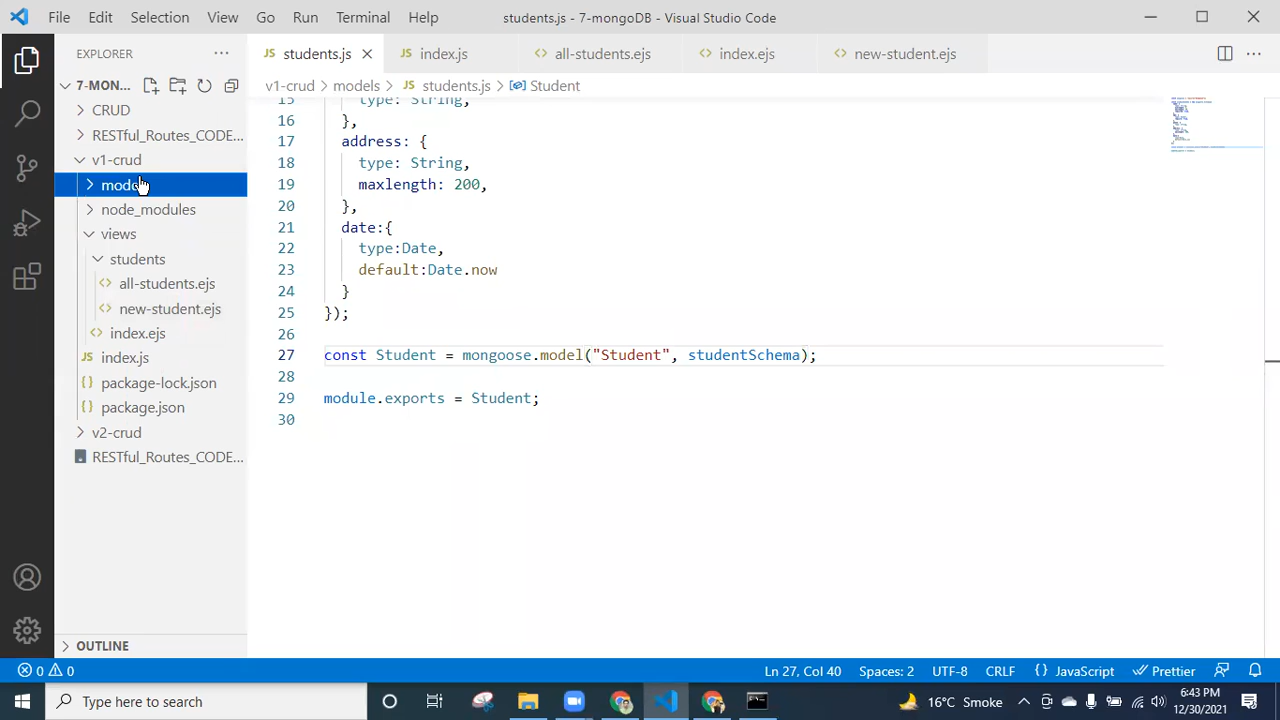 File Edit Selection View Go Run Terminal Help students.js - 7-mongoDB - Visual Studio Code
EXPLORER
students.js index.js all-students.ejs index.ejs new-student.ejs
7-MON...
v1-crud > models > students.js > Student
CRUD
RESTful_Routes_CODE...
v1-crud
node_modules
views
students
all-students.ejs
new-student.ejs
index.ejs
index.js
package-lock.json
package.json
v2-crud
RESTful_Routes_CODE...
OUTLINE
15 type: String,
16 },
17 address: {
18 type: String,
19 maxlength: 200,
20 },
21 date:{
22 type:Date,
23 default:Date.now
24 }
25 });
26
27 const Student = mongoose.model("Student", studentSchema);
28
29 module.exports = Student;
30
0 0 Ln 27, Col 40 Spaces: 2 UTF-8 CRLF {} JavaScript Prettier
Type here to search 16°C Smoke 6:43 PM
12/30/2021